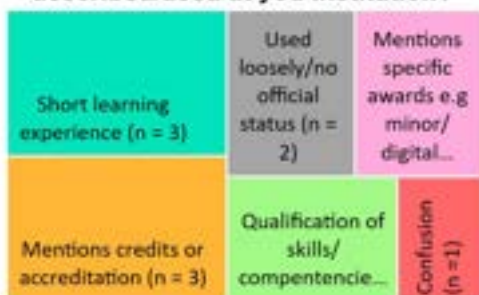 Short learning
experience (n = 3)
Used
loosely/no
official
status (n =
2)
Mentions
specific
awards e.g
minor/
digital...
Mentions credits or
accreditation (n = 3)
Qualification of
skills/
compentencie...
Confusion
(n =1)